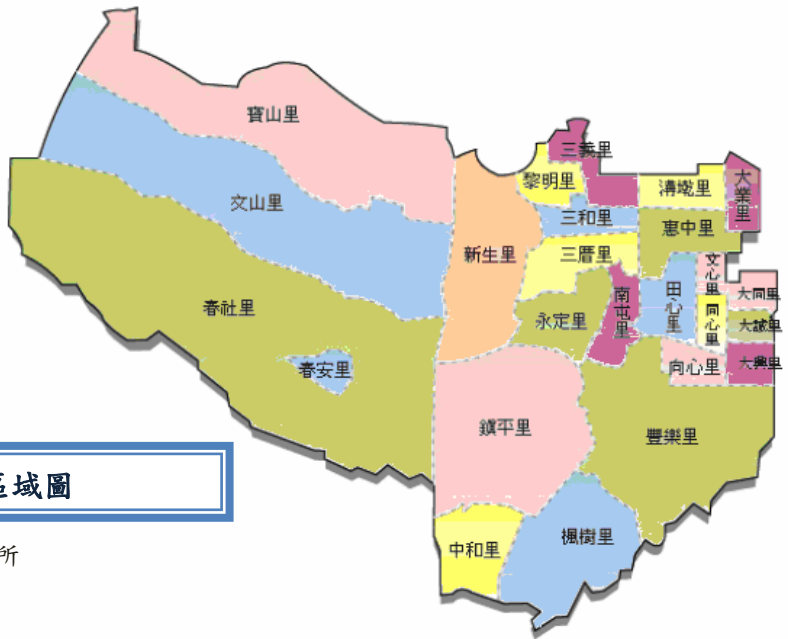 寶山里
三義里
黎明里
溝墘里
大業里
文山里
三和里
惠中里
新生里
三厝里
文心里
大同里
春社里
南屯里
田心里
同心里
永定里
大誠里
春安里
向心里
大興里
鎮平里
豐樂里
區域圖
中和里
楓樹里
所